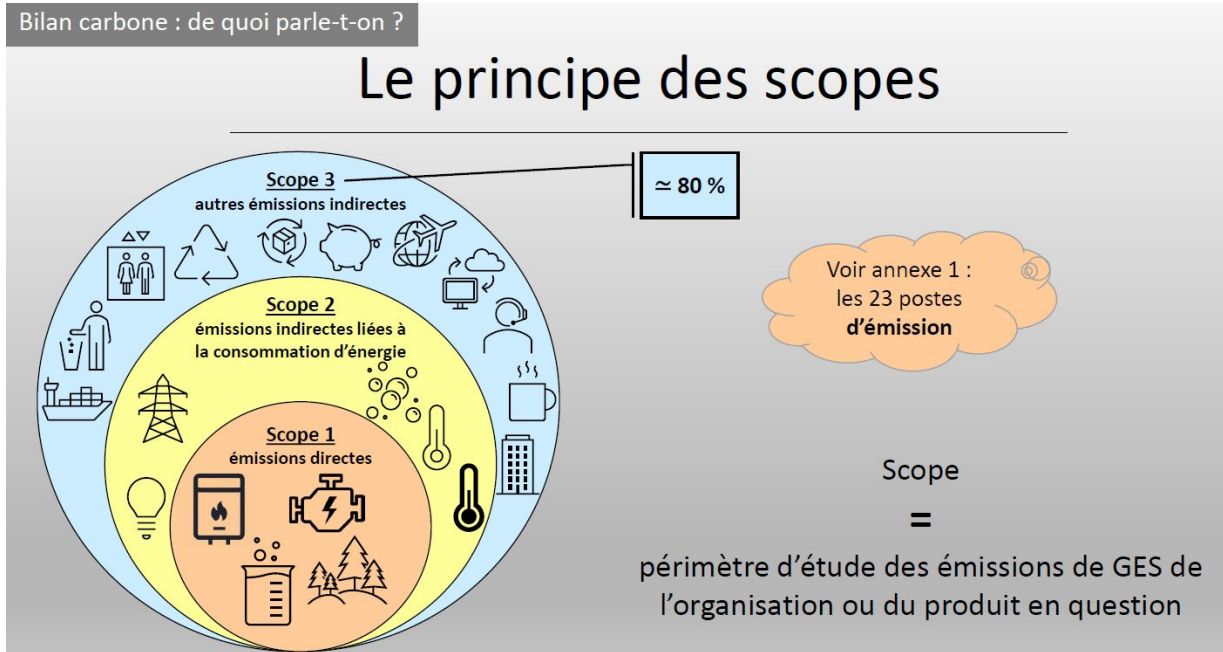 Bilan carbone : de quoi parle-t-on ?
Le principe des scopes
Scope 3
autres émissions indirectes
≃ 80 %
Scope 2
émissions indirectes liées à
la consommation d’énergie
Scope 1
émissions directes
Voir annexe 1 :
les 23 postes
d’émission
Scope
=
périmètre d’étude des émissions de GES de
l’organisation ou du produit en question